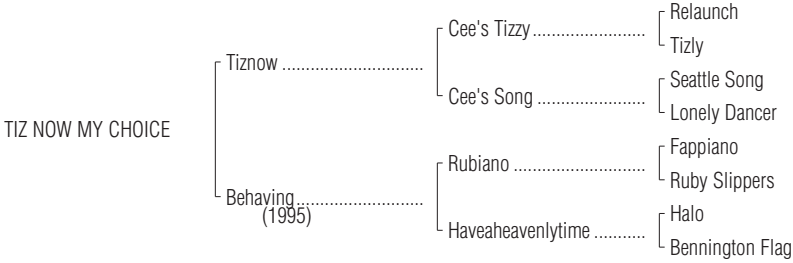 Relaunch
Cee's Tizzy..........................
Tizly
Tiznow .................................
Seattle Song
Cee's Song .........................
Lonely Dancer
TIZ NOW MY CHOICE
Fappiano
Rubiano ..............................
Ruby Slippers
Behaving..............................
(1995)
Halo
Haveaheavenlytime ............
Bennington Flag